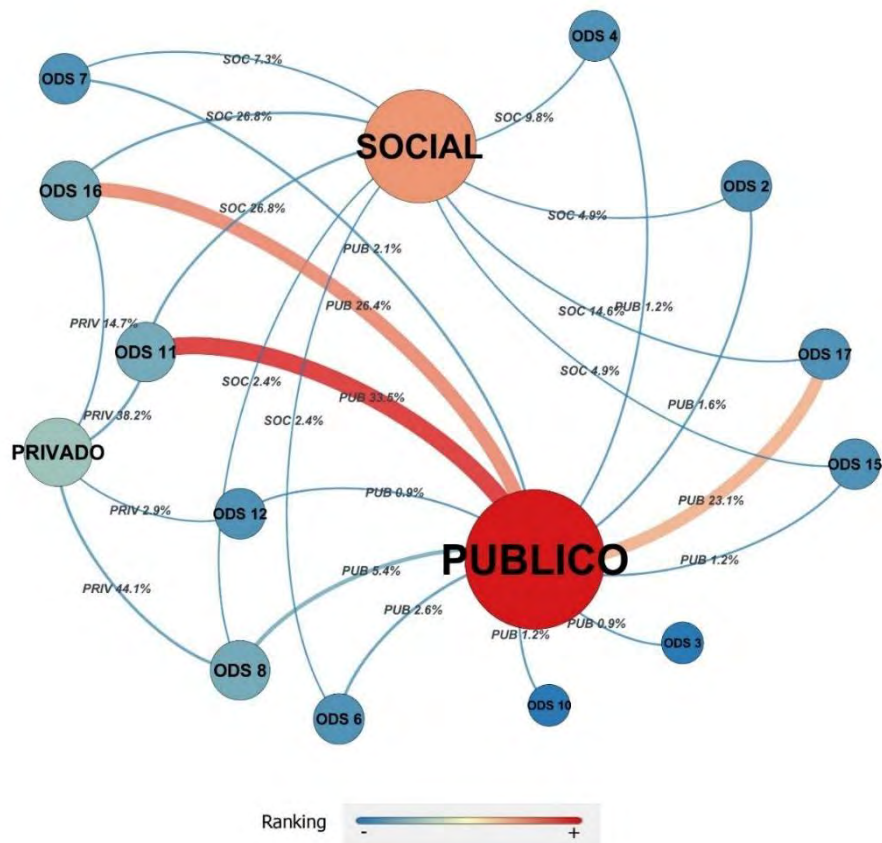 ODS 4
SOC 7.3%
ODS 7
SOC 9.8%
SOC 26.8%
SOCIAL
ODS 16
ODS 2
SOC 26.8%
SOC 4.9%
PUB 2.1%
PUB 26.4%
SOC 14.6%
PUB 1.2%
PRIV 14.7%
ODS 11
ODS 17
SOC 2.4%
SOC 4.9%
PUB 33.5%
PUB 1.6%
PRIV 38.2%
SOC 2.4%
PRIVADO
ODS 15
PUB 0.9%
PUB 23.1%
PRIV 2.9%
ODS 12
PUBLICO
PUB 5.4%
PUB 1.2%
PRIV 44.1%
PUB 2.6%
PUB 1.2%
PUB 0.9%
ODS 3
ODS 8
ODS 10
ODS 6
Ranking
- +